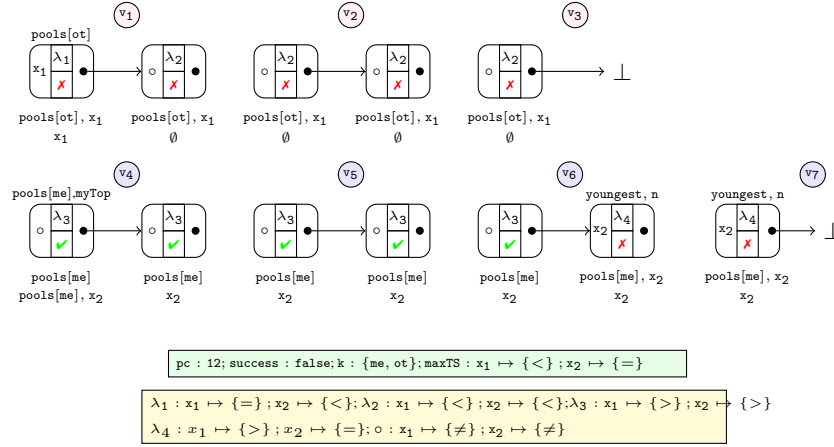 v1 v2 v3
pools[ot]
x1 λ1 ✗ λ2 ✗ λ2 ✗ λ2 ✗ λ2 ✗ ⊥
pools[ot], x1 pools[ot], x1 pools[ot], x1 pools[ot], x1 pools[ot], x1
x1 ∅ ∅ ∅ ∅
v4 v5 v6 v7
pools[me],myTop youngest, n youngest, n
λ3 ✔ λ3 ✔ λ3 ✔ λ3 ✔ λ3 ✔ x2 λ4 ✗ x2 λ4 ✗ ⊥
pools[me] pools[me] pools[me] pools[me] pools[me] pools[me], x2 pools[me], x2
pools[me], x2 x2 x2 x2 x2 x2 x2
pc : 12; success : false; k : {me, ot}; maxTS : x1 ↦ {<} ; x2 ↦ {=}
λ1 : x1 ↦ {=} ; x2 ↦ {<}; λ2 : x1 ↦ {<} ; x2 ↦ {<};λ3 : x1 ↦ {>} ; x2 ↦ {>}
λ4 : x1 ↦ {>} ; x2 ↦ {=}; ○ : x1 ↦ {≠} ; x2 ↦ {≠}